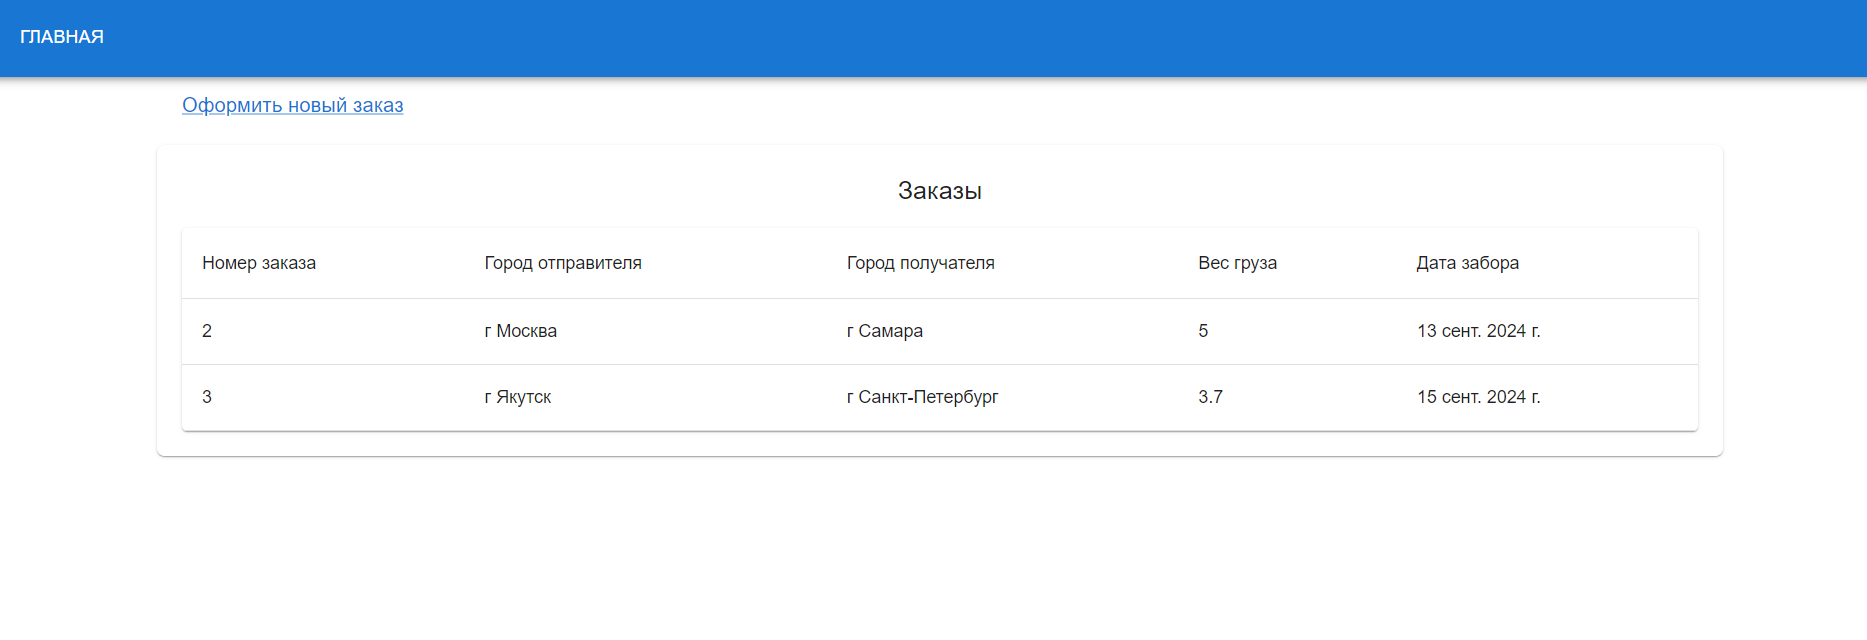 ГЛАВНАЯ
Оформить новый заказ
Заказы
Номер заказа Город отправителя Город получателя Вес груза Дата забора
2 г Москва г Самара 5 13 сент. 2024 г.
3 г Якутск г Санкт-Петербург 3.7 15 сент. 2024 г.